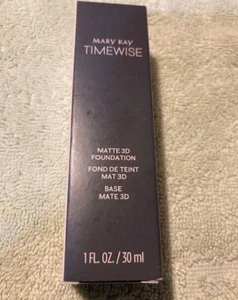 MARY KAY
TIMEWISE
MATTE 3D
FOUNDATION
FOND DE TEINT
MAT 3D
BASE
MATE 3D
1 FL. OZ. / 30 ml